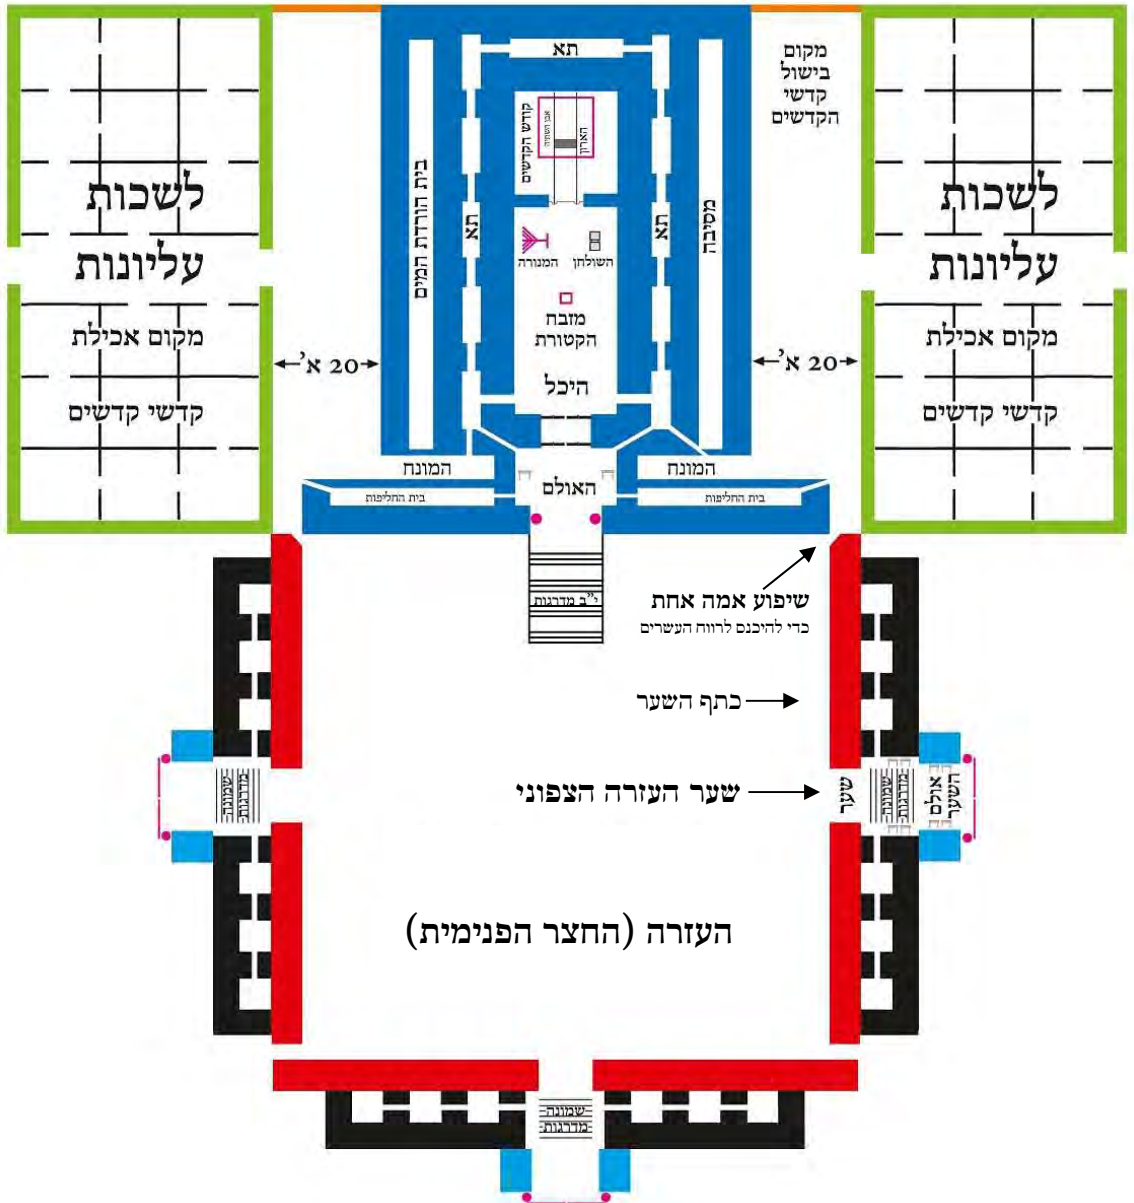 תא
מקום
בישול
קדשי
הקדשים
קודש הקדשים
אבן השתיה
הארון
לשכות
עליונות
מקום אכילת
קדשי קדשים
בית הורדת המים
תא
תא
מסיבה
לשכות
עליונות
מקום אכילת
קדשי קדשים
השולחן
המנורה
מזבח
הקטורת
20 א'
20 א'
היכל
המונח
המונח
האולם
בית החליפות
בית החליפות
י"ב מדרגות
שיפוע אמה אחת
כדי להיכנס לרווח העשרים
כתף השער
שער העזרה הצפוני
שער
שמונה
מדרגות
אולם
השער
שמונה
מדרגות
העזרה (החצר הפנימית)
שמונה
מדרגות